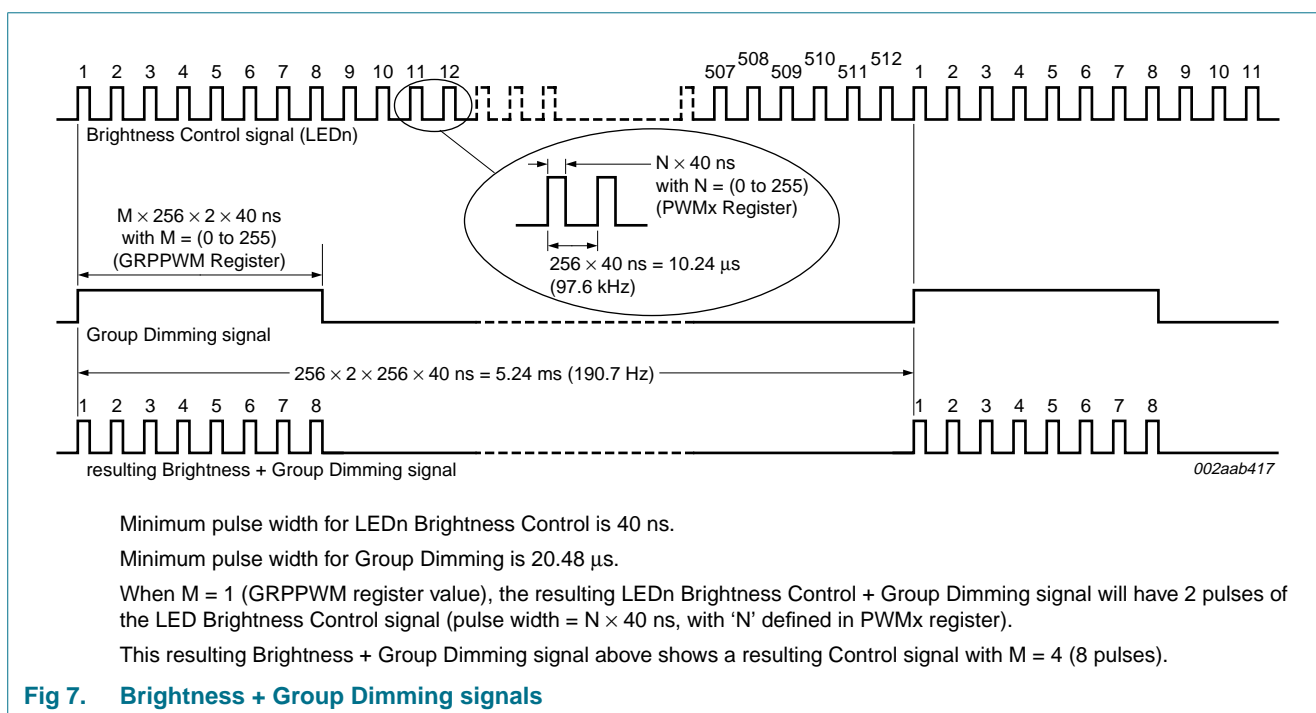 1 2 3 4 5 6 7 8 9 10 11 12 507 508 509 510 511 512 1 2 3 4 5 6 7 8 9 10 11
Brightness Control signal (LEDn)
N × 40 ns
with N = (0 to 255)
(PWMx Register)
256 × 40 ns = 10.24 μs
(97.6 kHz)
M × 256 × 2 × 40 ns
with M = (0 to 255)
(GRPPWM Register)
Group Dimming signal
256 × 2 × 256 × 40 ns = 5.24 ms (190.7 Hz)
1 2 3 4 5 6 7 8 1 2 3 4 5 6 7 8
resulting Brightness + Group Dimming signal
002aab417
Minimum pulse width for LEDn Brightness Control is 40 ns.
Minimum pulse width for Group Dimming is 20.48 μs.
When M = 1 (GRPPWM register value), the resulting LEDn Brightness Control + Group Dimming signal will have 2 pulses of
the LED Brightness Control signal (pulse width = N × 40 ns, with ‘N’ defined in PWMx register).
This resulting Brightness + Group Dimming signal above shows a resulting Control signal with M = 4 (8 pulses).
Fig 7. Brightness + Group Dimming signals